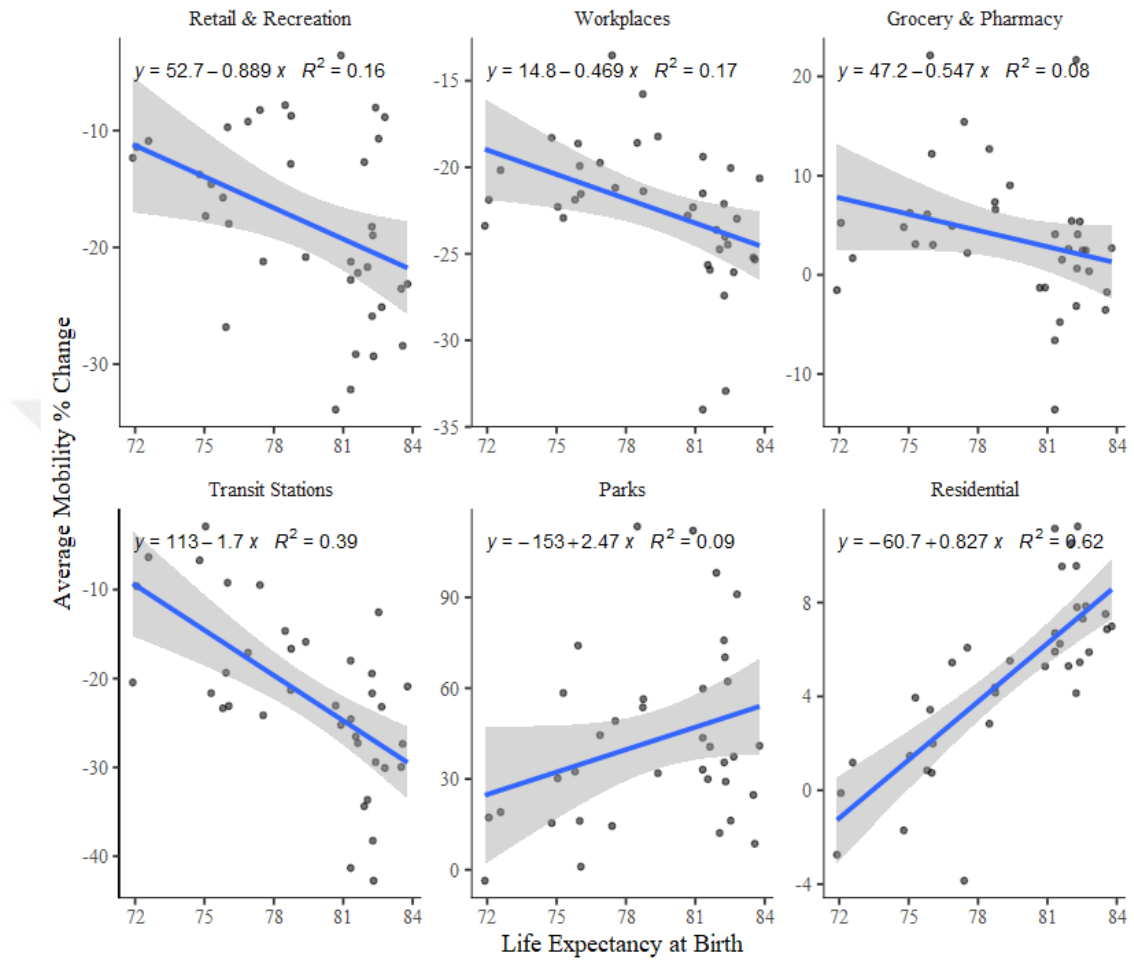 Retail & Recreation
Workplaces
Grocery & Pharmacy
y = 52.7 − 0.889 x R² = 0.16
y = 14.8 − 0.469 x R² = 0.17
y = 47.2 − 0.547 x R² = 0.08
-10
-20
-30
-15
-20
-25
-30
-35
20
10
0
-10
72 75 78 81 84
72 75 78 81 84
72 75 78 81 84
Average Mobility % Change
Transit Stations
Parks
Residential
y = 113 − 1.7 x R² = 0.39
y = −153 + 2.47 x R² = 0.09
y = −60.7 + 0.827 x R² = 0.62
-10
-20
-30
-40
90
60
30
0
8
4
0
-4
72 75 78 81 84
72 75 78 81 84
72 75 78 81 84
Life Expectancy at Birth